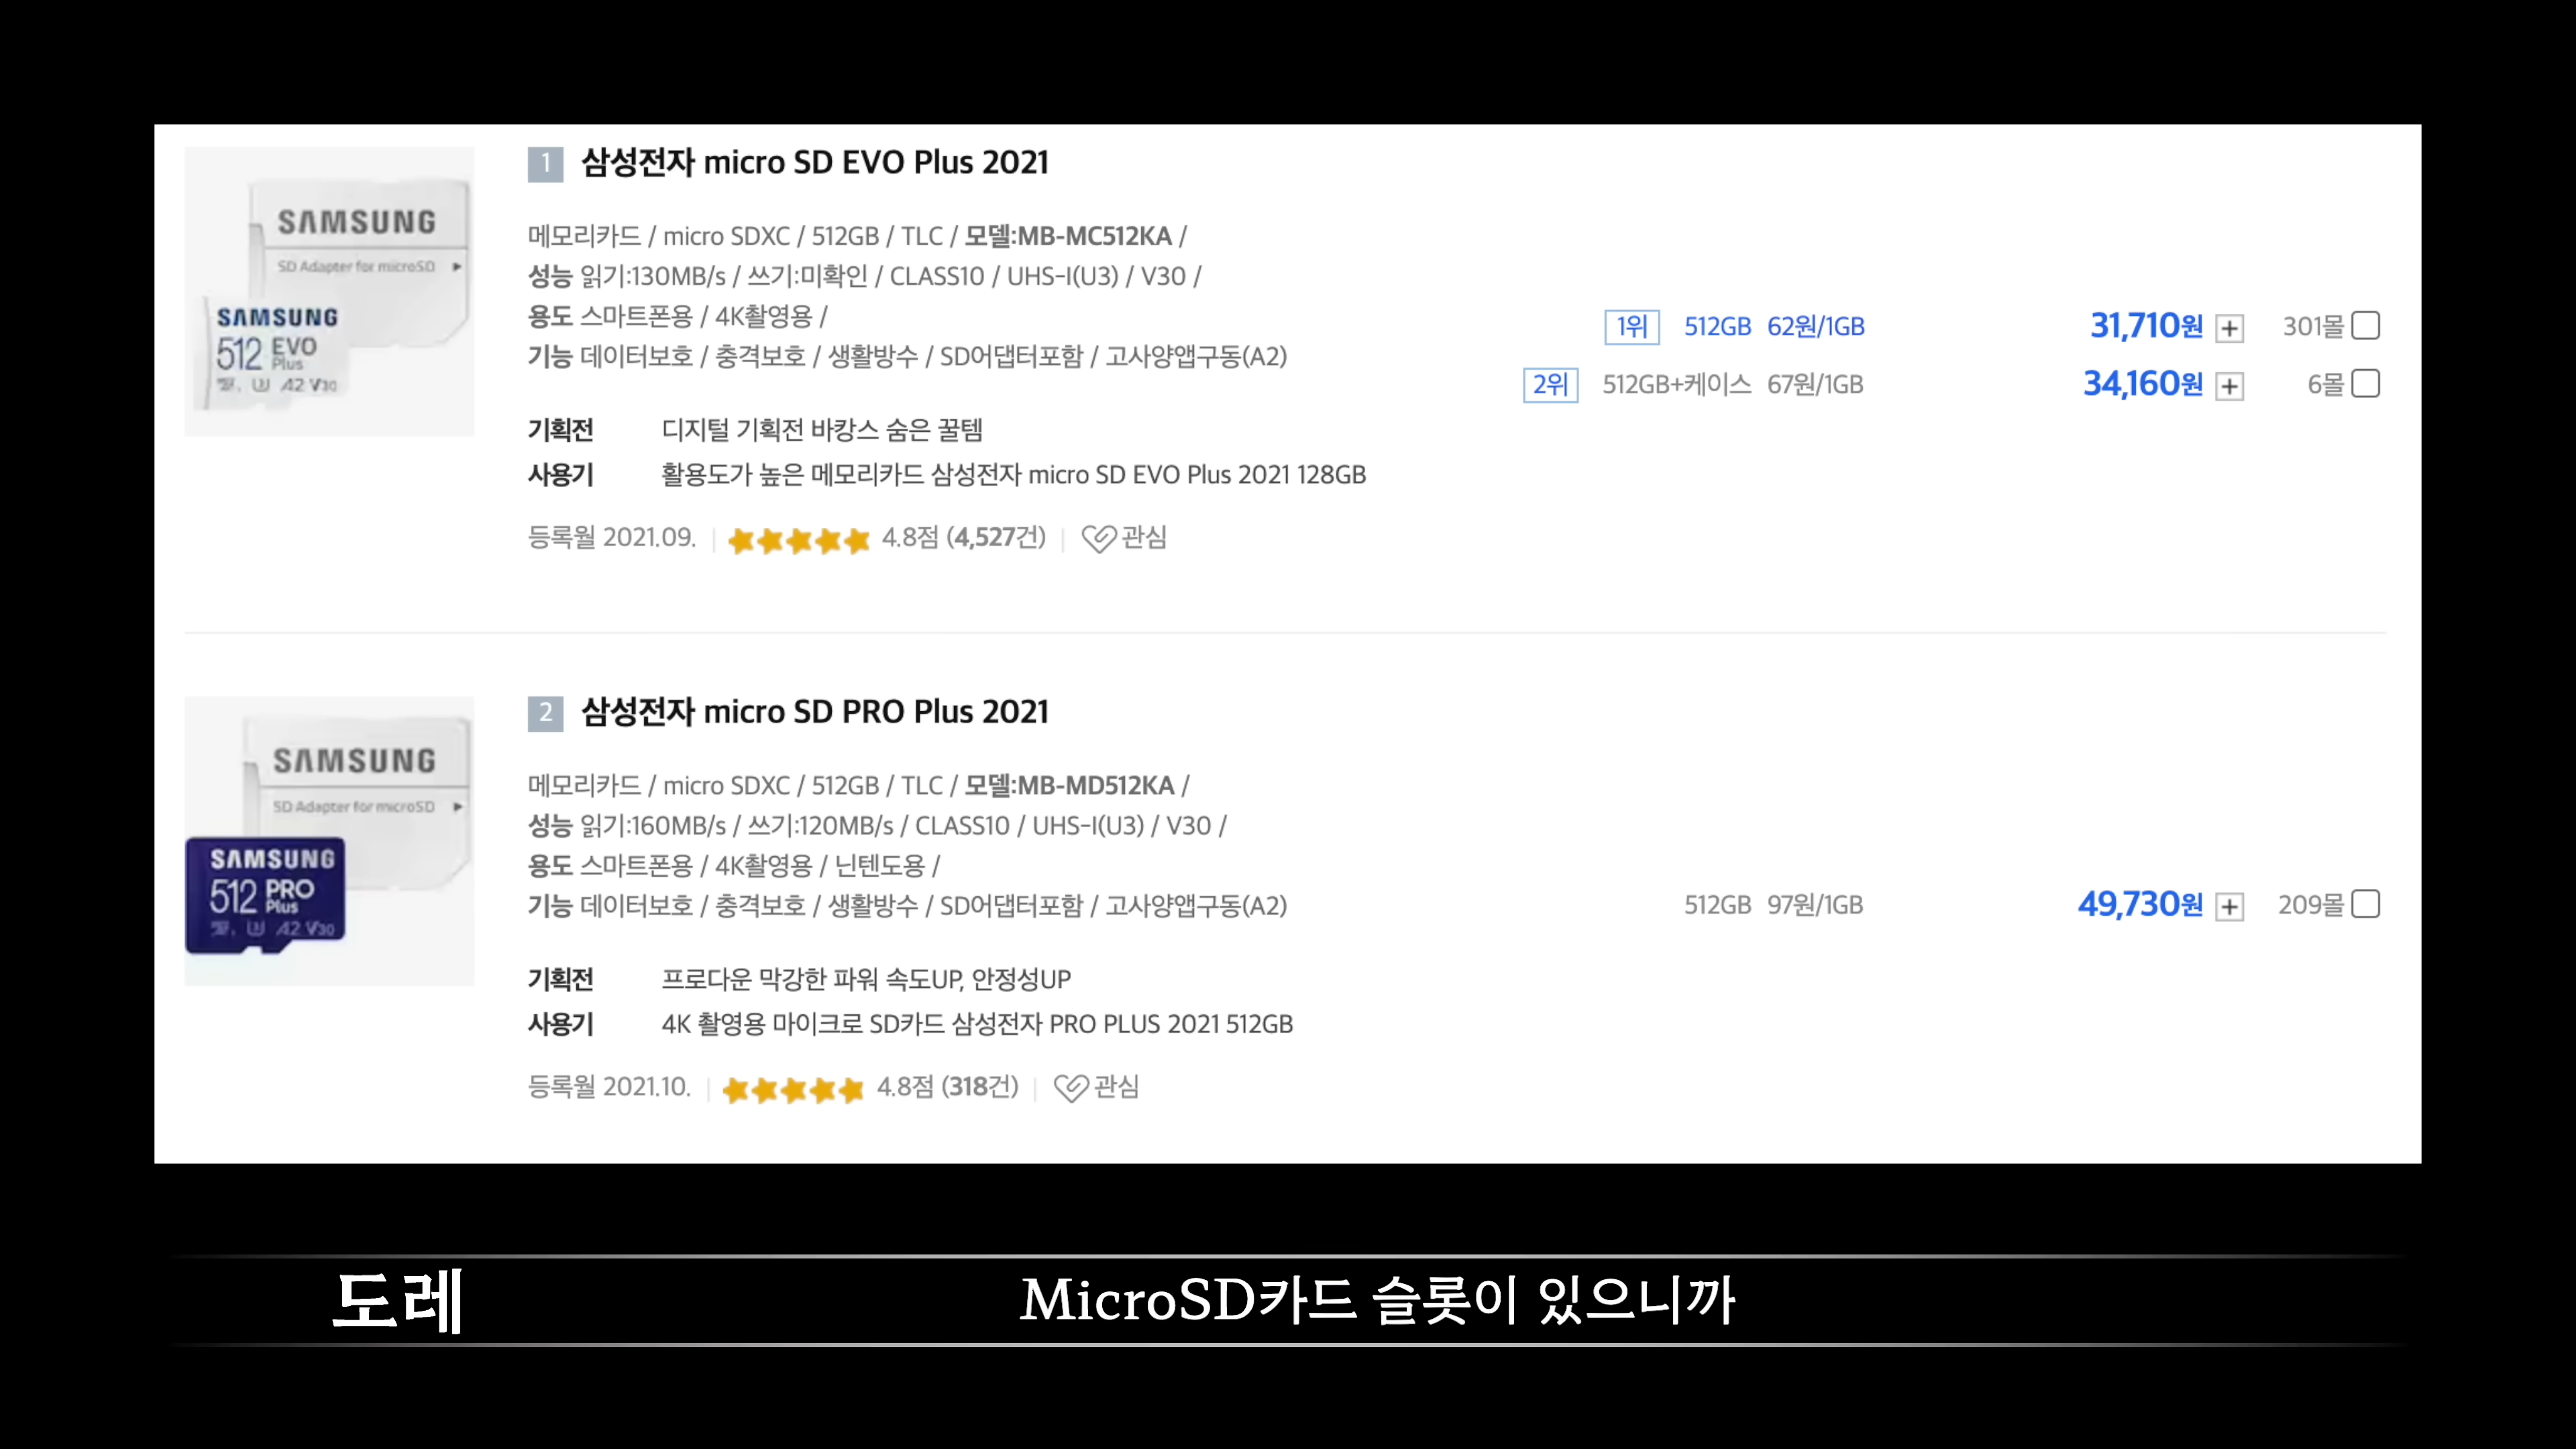 SAMSUNG
SD Adapter for microSD ▶
SAMSUNG
512 EVO
Plus
A2 V30
1 삼성전자 micro SD EVO Plus 2021
메모리카드 / micro SDXC / 512GB / TLC / 모델:MB-MC512KA /
성능 읽기:130MB/s / 쓰기:미확인 / CLASS10 / UHS-I(U3) / V30 /
용도 스마트폰용 / 4K촬영용 /
기능 데이터보호 / 충격보호 / 생활방수 / SD어댑터포함 / 고사양앱구동(A2)
1위 512GB 62원/1GB 31,710원 + 301몰
2위 512GB+케이스 67원/1GB 34,160원 + 6몰
기획전 디지털 기획전 바캉스 숨은 꿀템
사용기 활용도가 높은 메모리카드 삼성전자 micro SD EVO Plus 2021 128GB
등록월 2021.09. 4.8점 (4,527건) 관심
SAMSUNG
SD Adapter for microSD ▶
SAMSUNG
512 PRO
Plus
A2 V30
2 삼성전자 micro SD PRO Plus 2021
메모리카드 / micro SDXC / 512GB / TLC / 모델:MB-MD512KA /
성능 읽기:160MB/s / 쓰기:120MB/s / CLASS10 / UHS-I(U3) / V30 /
용도 스마트폰용 / 4K촬영용 / 닌텐도용 /
기능 데이터보호 / 충격보호 / 생활방수 / SD어댑터포함 / 고사양앱구동(A2)
512GB 97원/1GB 49,730원 + 209몰
기획전 프로다운 막강한 파워 속도UP, 안정성UP
사용기 4K 촬영용 마이크로 SD카드 삼성전자 PRO PLUS 2021 512GB
등록월 2021.10. 4.8점 (318건) 관심
도레 MicroSD카드 슬롯이 있으니까